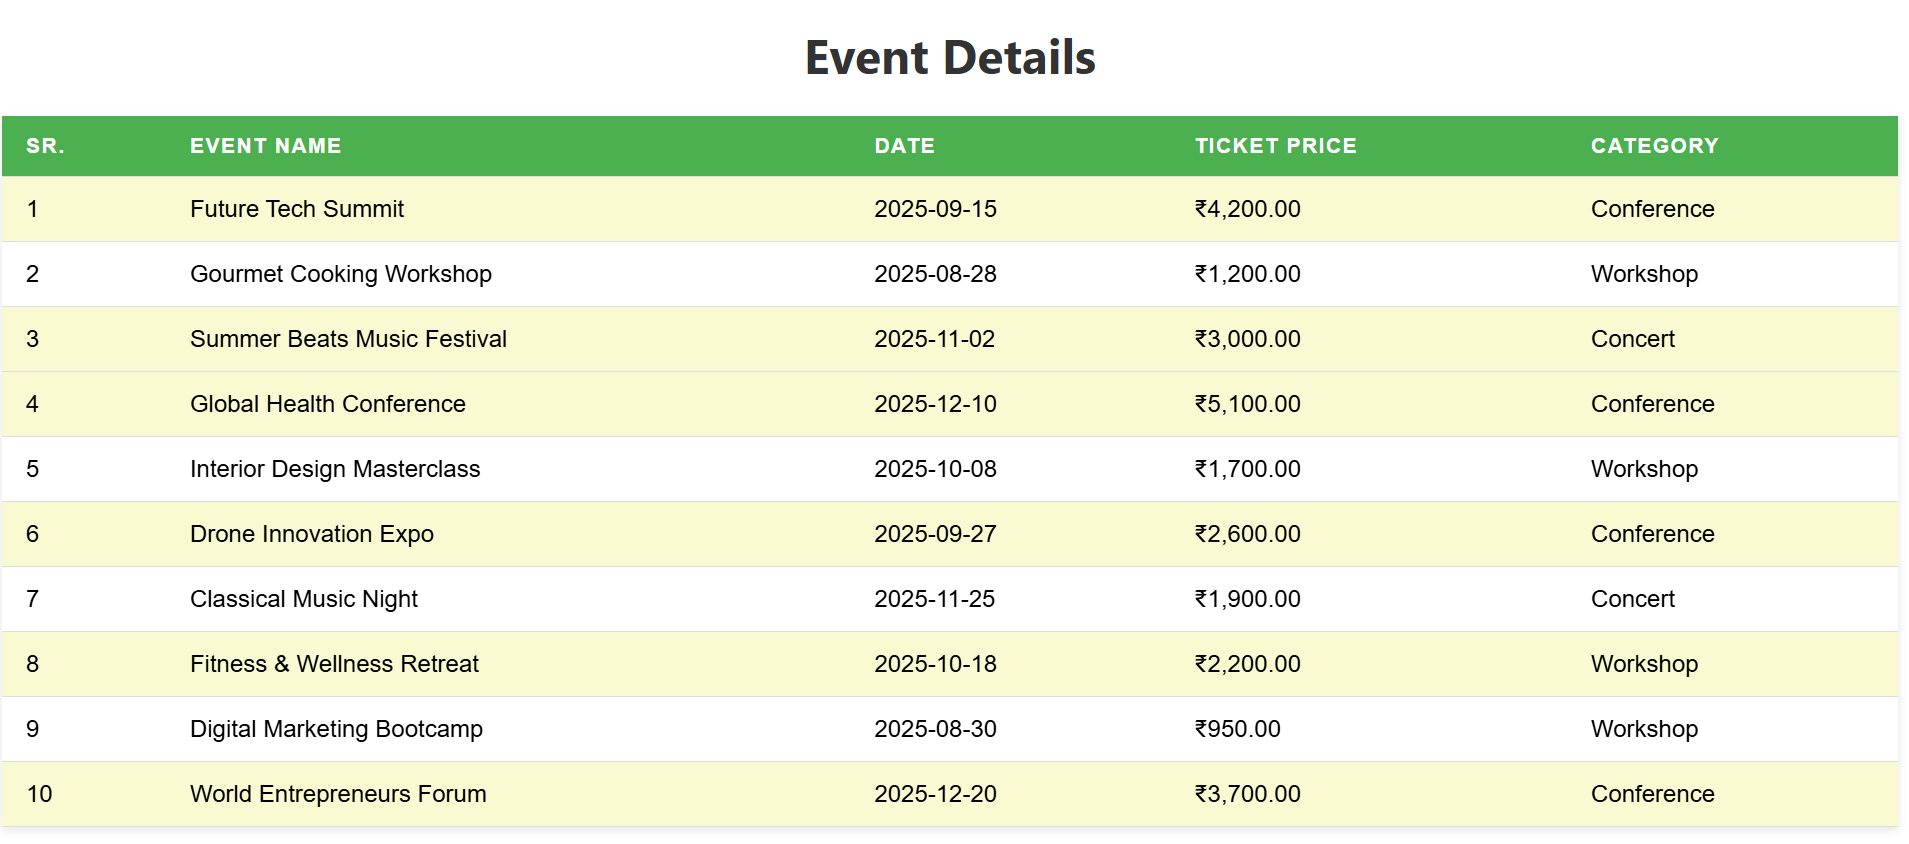 Event Details
SR. EVENT NAME DATE TICKET PRICE CATEGORY
1 Future Tech Summit 2025-09-15 ₹4,200.00 Conference
2 Gourmet Cooking Workshop 2025-08-28 ₹1,200.00 Workshop
3 Summer Beats Music Festival 2025-11-02 ₹3,000.00 Concert
4 Global Health Conference 2025-12-10 ₹5,100.00 Conference
5 Interior Design Masterclass 2025-10-08 ₹1,700.00 Workshop
6 Drone Innovation Expo 2025-09-27 ₹2,600.00 Conference
7 Classical Music Night 2025-11-25 ₹1,900.00 Concert
8 Fitness & Wellness Retreat 2025-10-18 ₹2,200.00 Workshop
9 Digital Marketing Bootcamp 2025-08-30 ₹950.00 Workshop
10 World Entrepreneurs Forum 2025-12-20 ₹3,700.00 Conference